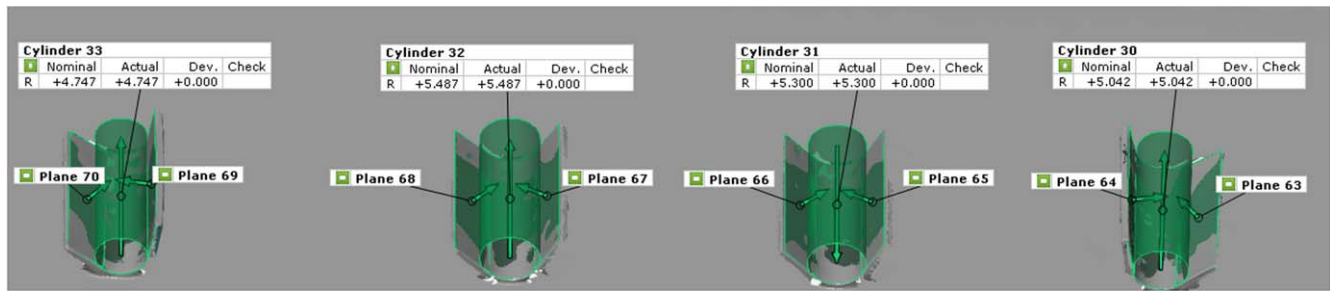 Cylinder 33
Nominal Actual Dev. Check
R +4.747 +4.747 +0.000
Cylinder 32
Nominal Actual Dev. Check
R +5.487 +5.487 +0.000
Cylinder 31
Nominal Actual Dev. Check
R +5.300 +5.300 +0.000
Cylinder 30
Nominal Actual Dev. Check
R +5.042 +5.042 +0.000
Plane 70
Plane 69
Plane 68
Plane 67
Plane 66
Plane 65
Plane 64
Plane 63